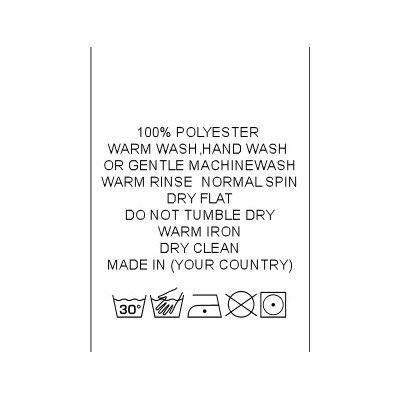 100% POLYESTER
WARM WASH,HAND WASH
OR GENTLE MACHINEWASH
WARM RINSE  NORMAL SPIN
DRY FLAT
DO NOT TUMBLE DRY
WARM IRON
DRY CLEAN
MADE IN (YOUR COUNTRY)
30°